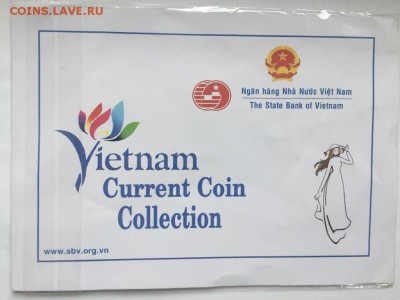 COINS.LAVE.RU
Ngân hàng Nhà Nước Việt Nam
The State Bank of Vietnam
Vietnam
Current Coin
Collection
www.sbv.org.vn